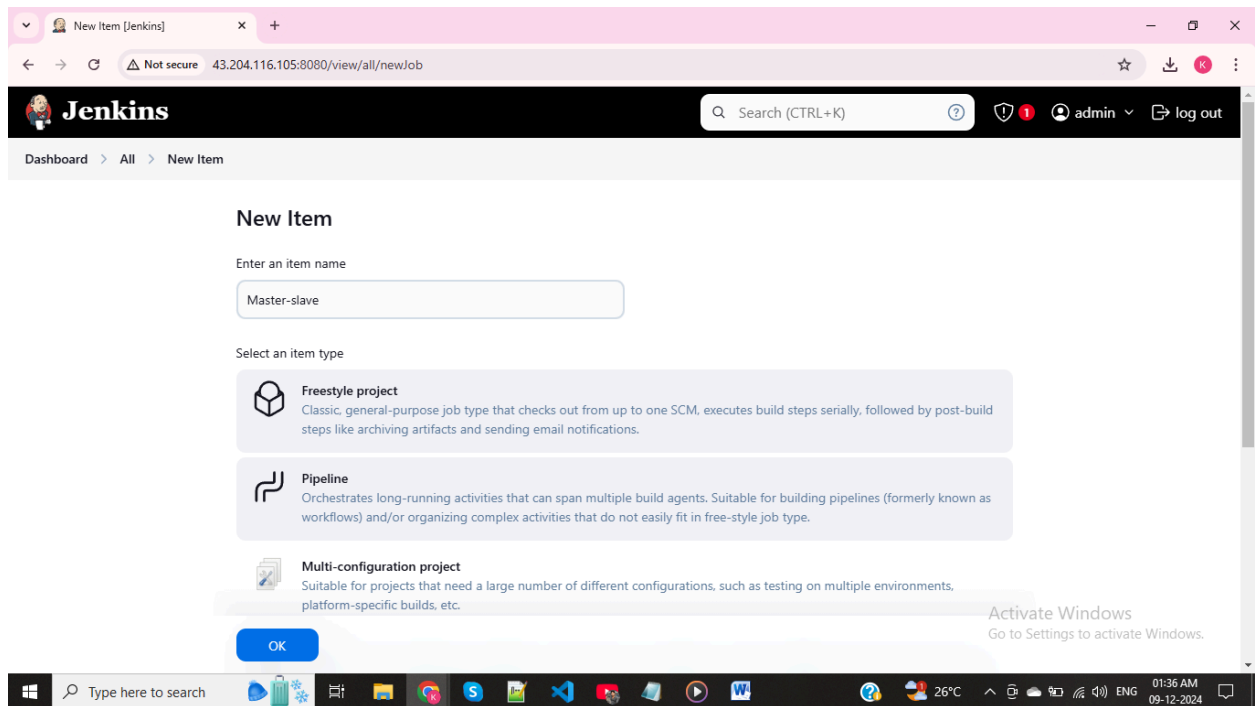 New Item [Jenkins]
Not secure 43.204.116.105:8080/view/all/newJob
K
Jenkins
Search (CTRL+K)
?
1
admin
log out
Dashboard > All > New Item
New Item
Enter an item name
Master-slave
Select an item type
Freestyle project
Classic, general-purpose job type that checks out from up to one SCM, executes build steps serially, followed by post-build
steps like archiving artifacts and sending email notifications.
Pipeline
Orchestrates long-running activities that can span multiple build agents. Suitable for building pipelines (formerly known as
workflows) and/or organizing complex activities that do not easily fit in free-style job type.
Multi-configuration project
Suitable for projects that need a large number of different configurations, such as testing on multiple environments,
platform-specific builds, etc.
Activate Windows
Go to Settings to activate Windows.
OK
Type here to search
26°C
ENG
01:36 AM
09-12-2024